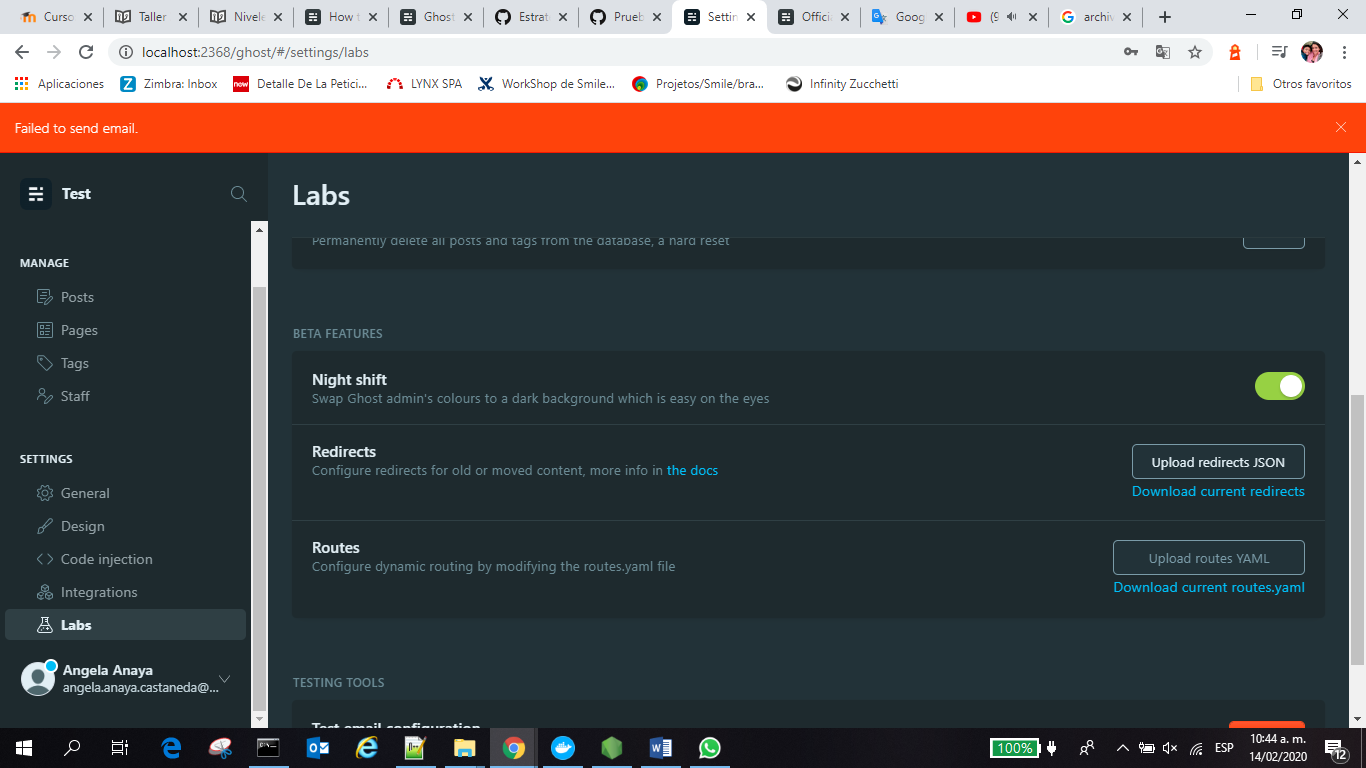 Curso
Taller
Nivele
How t
Ghost
Estrat
Prueb
Settin
Offici
Goog
(9
archiv
localhost:2368/ghost/#/settings/labs
Aplicaciones
Zimbra: Inbox
now
Detalle De La Petici...
LYNX SPA
WorkShop de Smile...
Projetos/Smile/bra...
Infinity Zucchetti
Otros favoritos
Failed to send email.
Test
Labs
Permanently delete all posts and tags from the database, a hard reset
MANAGE
Posts
Pages
Tags
Staff
SETTINGS
General
Design
Code injection
Integrations
Labs
Angela Anaya
angela.anaya.castaneda@...
BETA FEATURES
Night shift
Swap Ghost admin's colours to a dark background which is easy on the eyes
Redirects
Configure redirects for old or moved content, more info in the docs
Upload redirects JSON
Download current redirects
Routes
Configure dynamic routing by modifying the routes.yaml file
Upload routes YAML
Download current routes.yaml
TESTING TOOLS
Test email configuration
100%
ESP
10:44 a. m.
14/02/2020
12